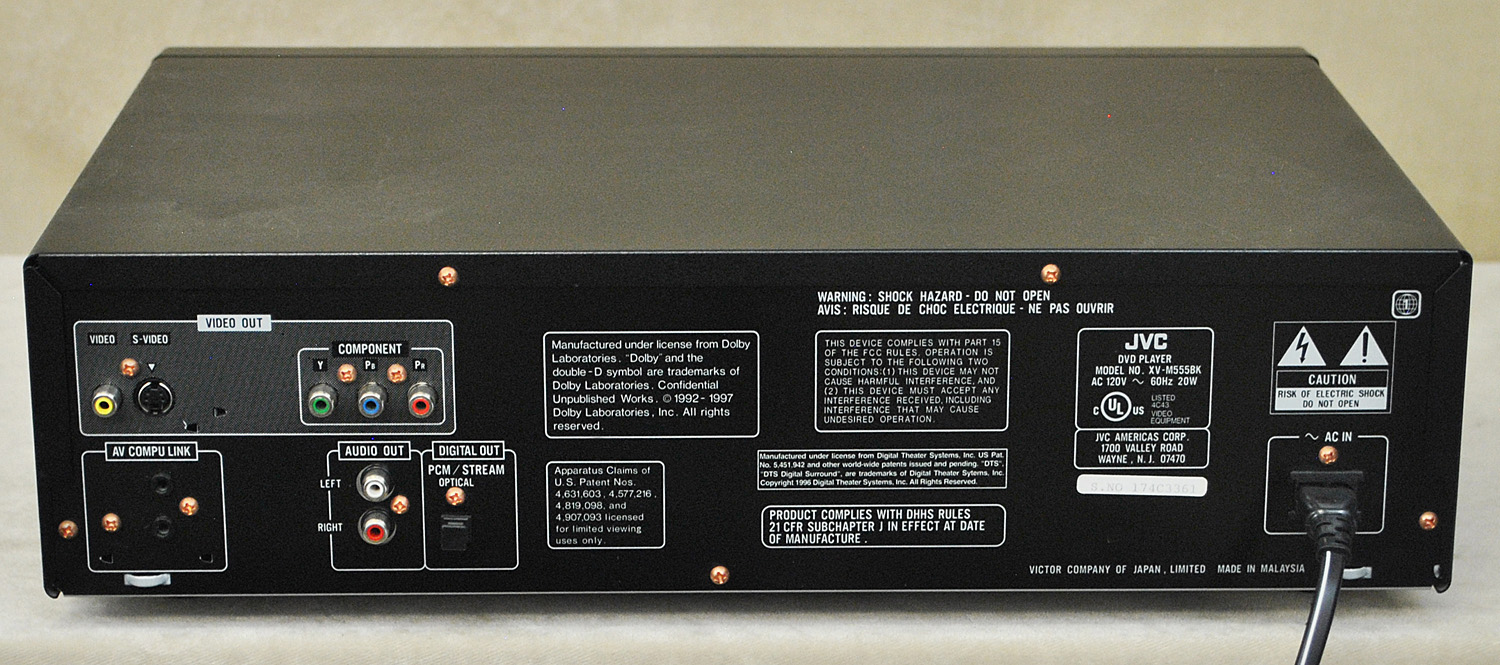 WARNING: SHOCK HAZARD - DO NOT OPEN
AVIS: RISQUE DE CHOC ELECTRIQUE - NE PAS OUVRIR
VIDEO OUT
VIDEO
S-VIDEO
COMPONENT
Y
PB
PR
AV COMPU LINK
AUDIO OUT
LEFT
RIGHT
DIGITAL OUT
PCM / STREAM
OPTICAL
Manufactured under license from Dolby
Laboratories. "Dolby" and the
double-D symbol are trademarks of
Dolby Laboratories. Confidential
Unpublished Works. © 1992-1997
Dolby Laboratories, Inc. All rights
reserved.
Apparatus Claims of
U.S. Patent Nos.
4,631,603, 4,577,216,
4,819,098, and
4,907,093 licensed
for limited viewing
uses only.
THIS DEVICE COMPLIES WITH PART 15
OF THE FCC RULES. OPERATION IS
SUBJECT TO THE FOLLOWING TWO
CONDITIONS:(1) THIS DEVICE MAY NOT
CAUSE HARMFUL INTERFERENCE, AND
(2) THIS DEVICE MUST ACCEPT ANY
INTERFERENCE RECEIVED, INCLUDING
INTERFERENCE THAT MAY CAUSE
UNDESIRED OPERATION.
Manufactured under license from Digital Theater Systems, Inc. US Pat.
No. 5,451,942 and other world-wide patents issued and pending. "DTS",
"DTS Digital Surround", are trademarks of Digital Theater Sytems, Inc.
Copyright 1996 Digital Theater Systems, Inc. All Rights Reserved.
PRODUCT COMPLIES WITH DHHS RULES
21 CFR SUBCHAPTER J IN EFFECT AT DATE
OF MANUFACTURE.
JVC
DVD PLAYER
MODEL NO. XV-M555BK
AC 120V ~ 60Hz 20W
C UL US
LISTED
4C43
VIDEO
EQUIPMENT
JVC AMERICAS CORP.
1700 VALLEY ROAD
WAYNE, N. J. 07470
S.NO 174C3361
1
CAUTION
RISK OF ELECTRIC SHOCK
DO NOT OPEN
~ AC IN
VICTOR COMPANY OF JAPAN, LIMITED MADE IN MALAYSIA